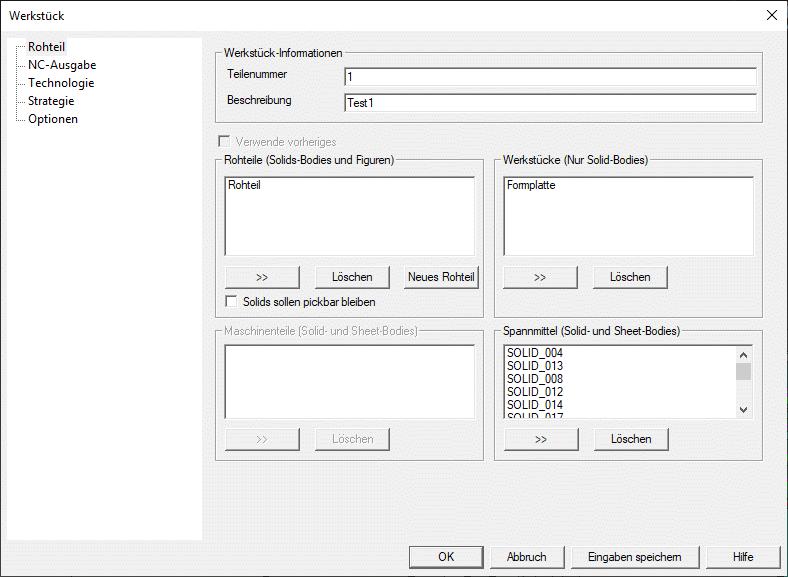 Werkstück
Rohteil
NC-Ausgabe
Technologie
Strategie
Optionen
Werkstück-Informationen
Teilenummer
1
Beschreibung
Test1
Verwende vorheriges
Rohteile (Solids-Bodies und Figuren)
Rohteil
>>
Löschen
Neues Rohteil
Solids sollen pickbar bleiben
Werkstücke (Nur Solid-Bodies)
Formplatte
>>
Löschen
Maschinenteile (Solid- und Sheet-Bodies)
>>
Löschen
Spannmittel (Solid- und Sheet-Bodies)
SOLID_004
SOLID_013
SOLID_008
SOLID_012
SOLID_014
SOLID_017
>>
Löschen
OK
Abbruch
Eingaben speichern
Hilfe